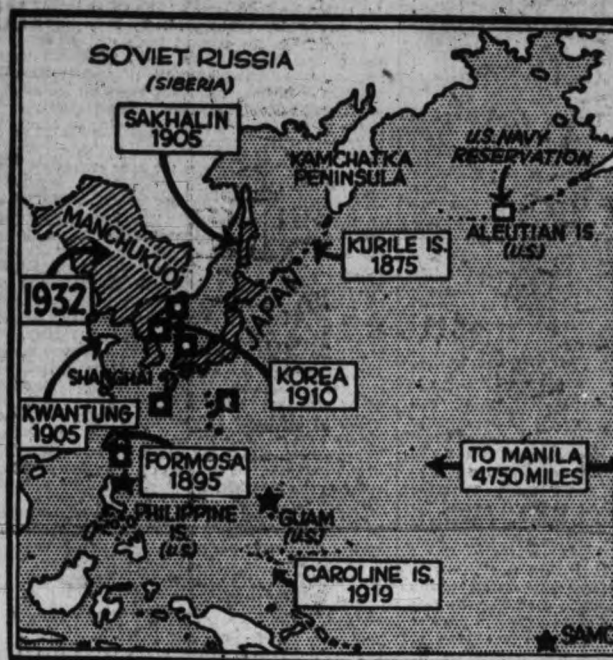 SOVIET RUSSIA
(SIBERIA)
SAKHALIN
1905
KAMCHATKA
PENINSULA
U.S. NAVY
RESERVATION
ALEUTIAN IS.
(U.S.)
MANCHUKUO
KURILE IS.
1875
1932
JAPAN
SHANGHAI
KOREA
1910
KWANTUNG
1905
FORMOSA
1895
TO MANILA
4750 MILES
PHILIPPINE
IS.
(U.S.)
GUAM
(U.S.)
CAROLINE IS.
1919
SAMO